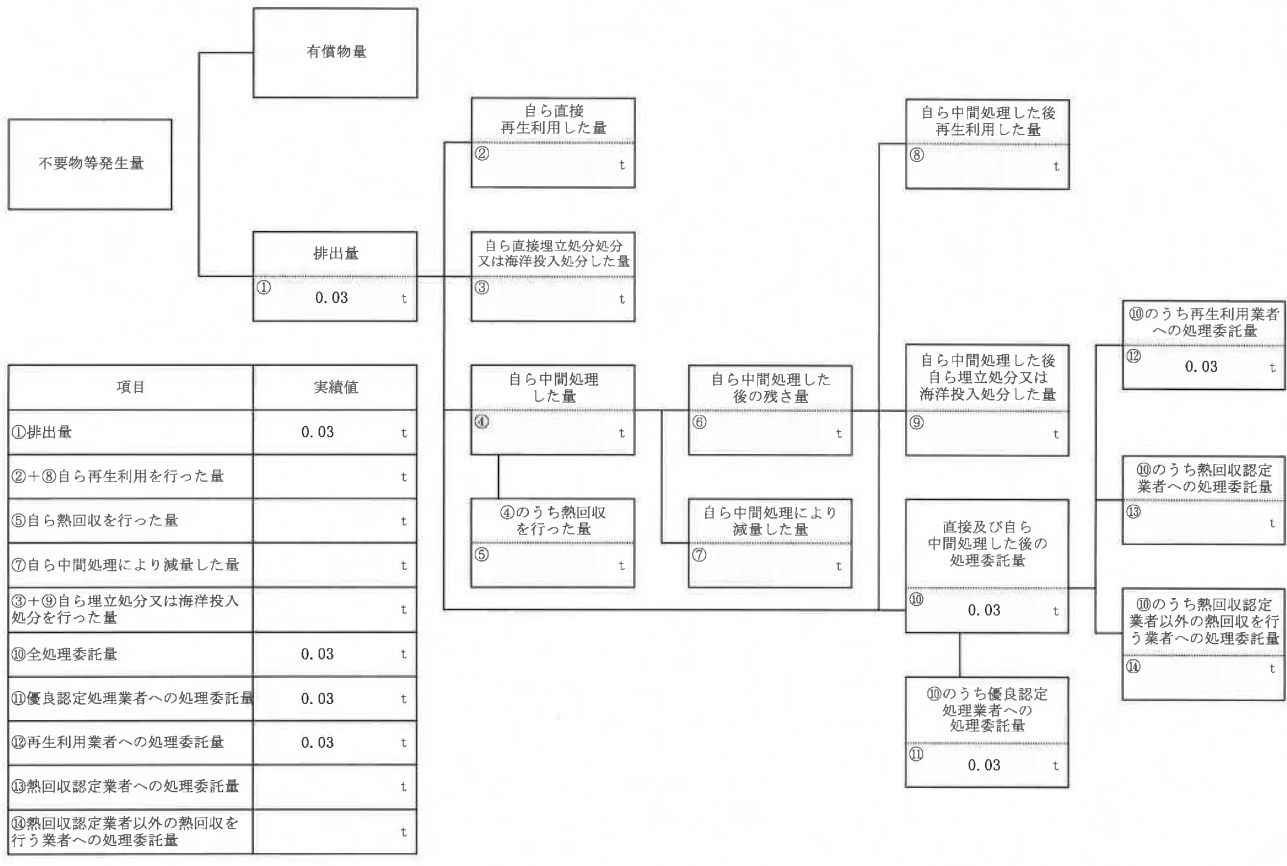 有償物量
不要物等発生量
排出量
① 0.03 t
自ら直接
再生利用した量
② t
自ら直接埋立処分処分
又は海洋投入処分した量
③ t
自ら中間処理
した量
④ t
④のうち熱回収
を行った量
⑤ t
自ら中間処理した
後の残さ量
⑥ t
自ら中間処理により
減量した量
⑦ t
自ら中間処理した後
再生利用した量
⑧ t
自ら中間処理した後
自ら埋立処分又は
海洋投入処分した量
⑨ t
直接及び自ら
中間処理した後の
処理委託量
⑩ 0.03 t
⑩のうち優良認定
処理業者への
処理委託量
⑪ 0.03 t
⑩のうち再生利用業者
への処理委託量
⑫ 0.03 t
⑩のうち熱回収認定
業者への処理委託量
⑬ t
⑩のうち熱回収認定
業者以外の熱回収を行
う業者への処理委託量
⑭ t
項目 実績値
①排出量 0.03 t
②+⑧自ら再生利用を行った量 t
⑤自ら熱回収を行った量 t
⑦自ら中間処理により減量した量 t
③+⑨自ら埋立処分又は海洋投入
処分を行った量 t
⑩全処理委託量 0.03 t
⑪優良認定処理業者への処理委託量 0.03 t
⑫再生利用業者への処理委託量 0.03 t
⑬熱回収認定業者への処理委託量 t
⑭熱回収認定業者以外の熱回収を
行う業者への処理委託量 t